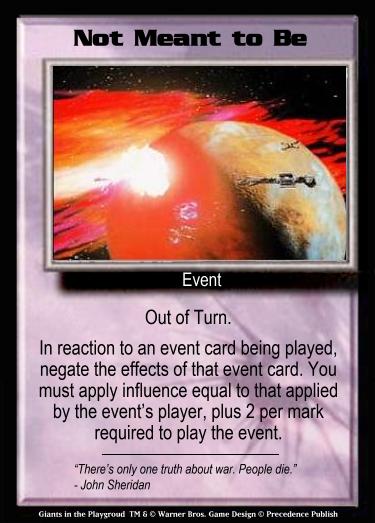 Not Meant to Be
Event
Out of Turn.
In reaction to an event card being played,
negate the effects of that event card. You
must apply influence equal to that applied
by the event's player, plus 2 per mark
required to play the event.
"There's only one truth about war. People die."
- John Sheridan
Giants in the Playgroud TM & © Warner Bros. Game Design © Precedence Publish